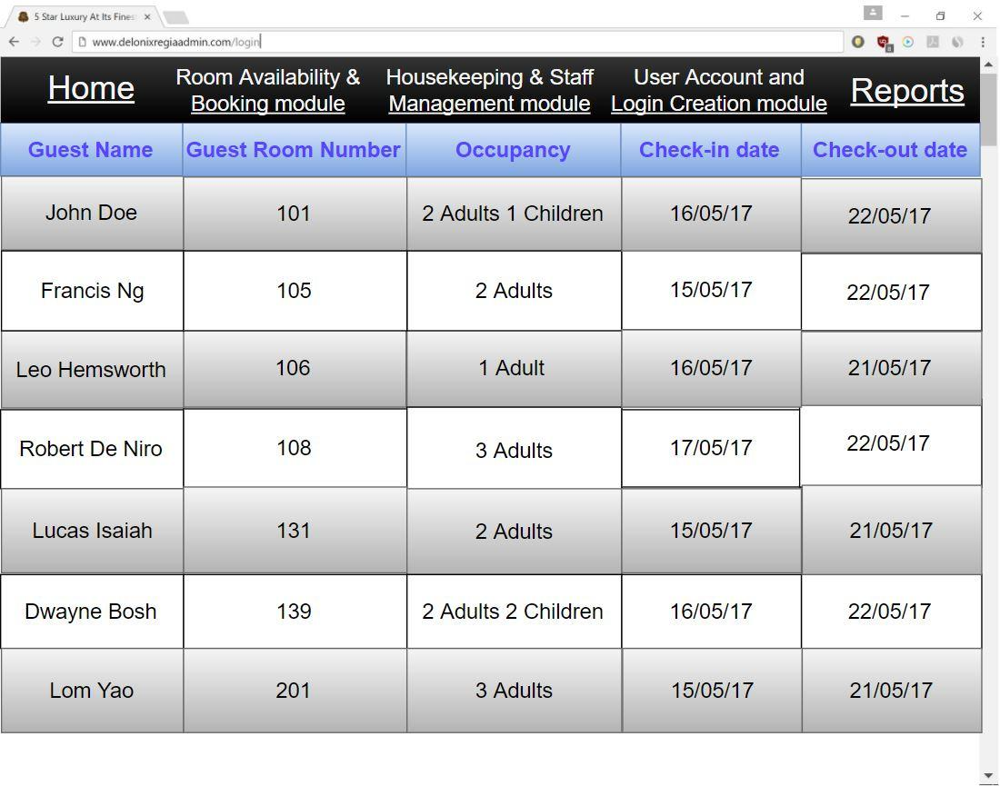 5 Star Luxury At Its Fines
www.delonixregiaadmin.com/login
Home
Room Availability &
Booking module
Housekeeping & Staff
Management module
User Account and
Login Creation module
Reports
Guest Name Guest Room Number Occupancy Check-in date Check-out date
John Doe 101 2 Adults 1 Children 16/05/17 22/05/17
Francis Ng 105 2 Adults 15/05/17 22/05/17
Leo Hemsworth 106 1 Adult 16/05/17 21/05/17
Robert De Niro 108 3 Adults 17/05/17 22/05/17
Lucas Isaiah 131 2 Adults 15/05/17 21/05/17
Dwayne Bosh 139 2 Adults 2 Children 16/05/17 22/05/17
Lom Yao 201 3 Adults 15/05/17 21/05/17